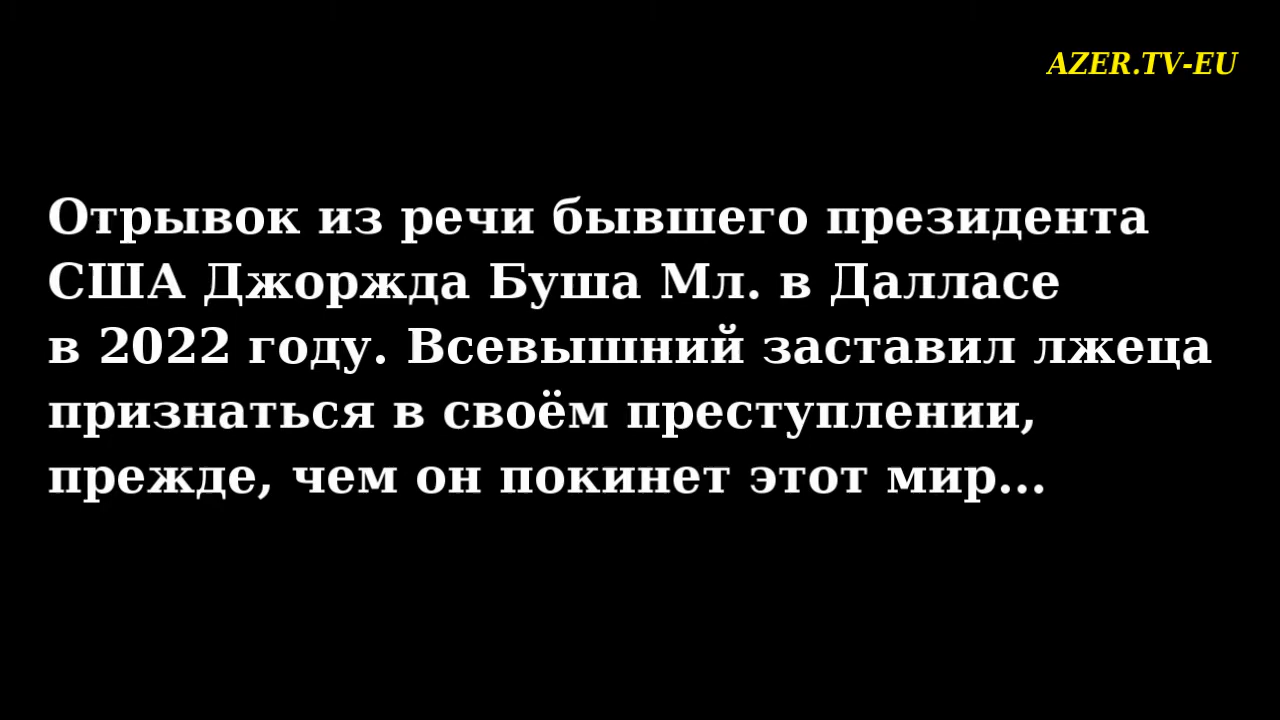 AZER.TV-EU
Отрывок из речи бывшего президента
США Джоржда Буша Мл. в Далласе
в 2022 году. Всевышний заставил лжеца
признаться в своём преступлении,
прежде, чем он покинет этот мир...